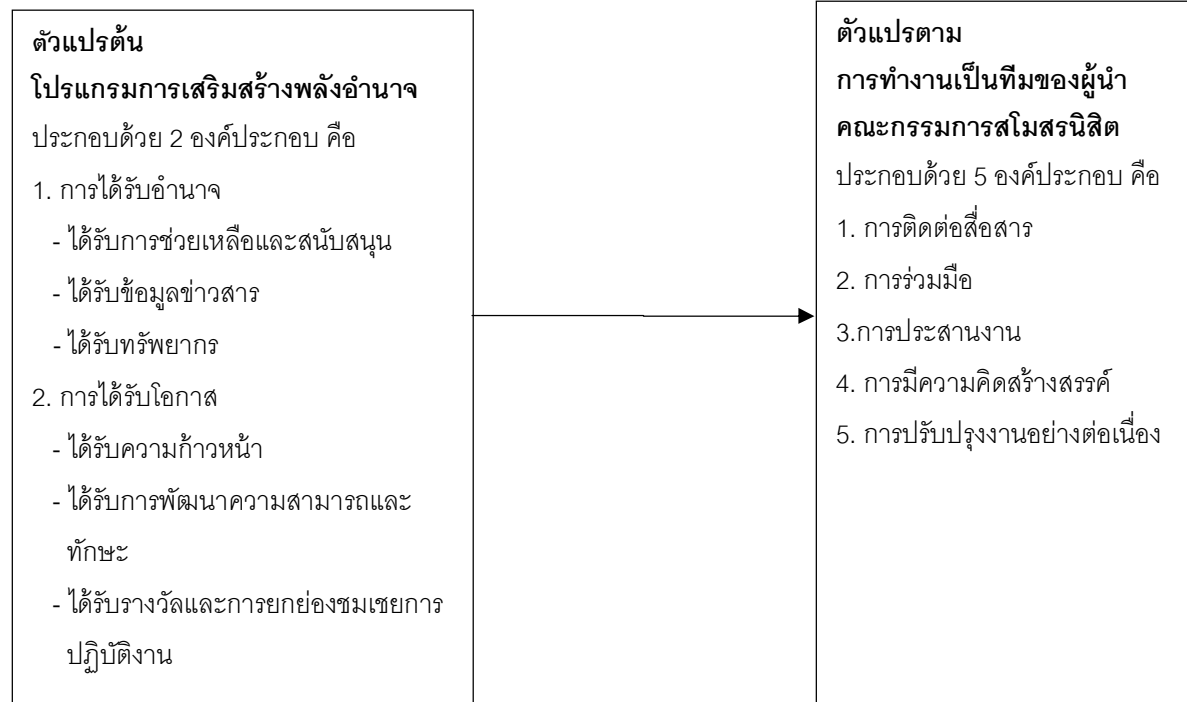 ตัวแปรต้น
โปรแกรมการเสริมสร้างพลังอำนาจ
ประกอบด้วย 2 องค์ประกอบ คือ
1. การได้รับอำนาจ
- ได้รับการช่วยเหลือและสนับสนุน
- ได้รับข้อมูลข่าวสาร
- ได้รับทรัพยากร
2. การได้รับโอกาส
- ได้รับความก้าวหน้า
- ได้รับการพัฒนาความสามารถและ
ทักษะ
- ได้รับรางวัลและการยกย่องชมเชยการ
ปฏิบัติงาน
ตัวแปรตาม
การทำงานเป็นทีมของผู้นำ
คณะกรรมการสโมสรนิสิต
ประกอบด้วย 5 องค์ประกอบ คือ
1. การติดต่อสื่อสาร
2. การร่วมมือ
3.การประสานงาน
4. การมีความคิดสร้างสรรค์
5. การปรับปรุงงานอย่างต่อเนื่อง